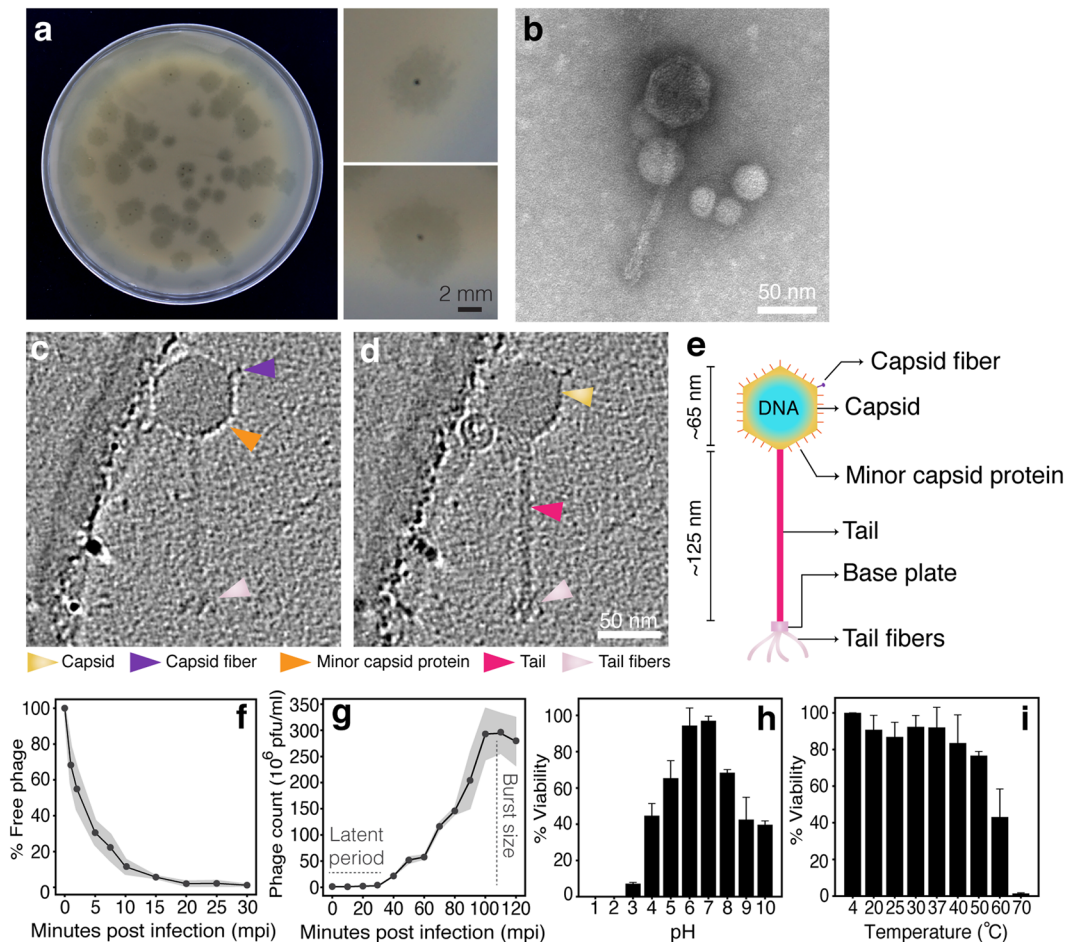 a
b
2 mm
50 nm
c
d
e
50 nm
~65 nm
~125 nm
DNA
Capsid fiber
Capsid
Minor capsid protein
Tail
Base plate
Tail fibers
Capsid
Capsid fiber
Minor capsid protein
Tail
Tail fibers
f
% Free phage
100
80
60
40
20
0
0 5 10 15 20 25 30
Minutes post infection (mpi)
g
Phage count (10⁶ pfu/ml)
350
300
250
200
150
100
50
0
Latent
period
Burst size
0 20 40 60 80 100 120
Minutes post infection (mpi)
h
% Viability
100
80
60
40
20
0
1 2 3 4 5 6 7 8 9 10
pH
i
% Viability
100
80
60
40
20
0
4 20 25 30 37 40 50 60 70
Temperature (°C)